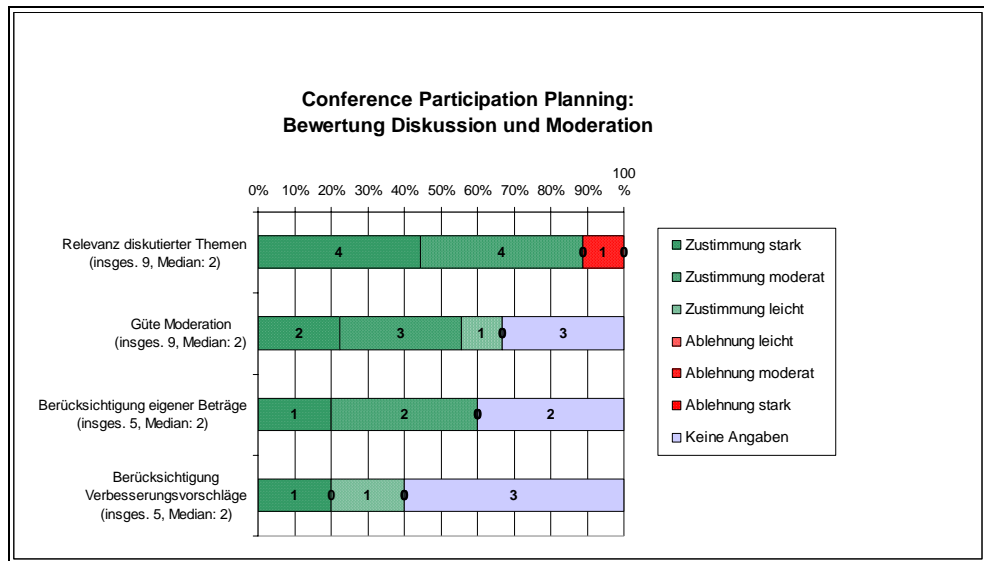 Conference Participation Planning:
Bewertung Diskussion und Moderation
0% 10% 20% 30% 40% 50% 60% 70% 80% 90% 100
%
Relevanz diskutierter Themen
(insges. 9, Median: 2)
4 4 0 1 0
Güte Moderation
(insges. 9, Median: 2)
2 3 1 0 3
Berücksichtigung eigener Beträge
(insges. 5, Median: 2)
1 2 0 2
Berücksichtigung
Verbesserungsvorschläge
(insges. 5, Median: 2)
1 0 1 0 3
Zustimmung stark
Zustimmung moderat
Zustimmung leicht
Ablehnung leicht
Ablehnung moderat
Ablehnung stark
Keine Angaben